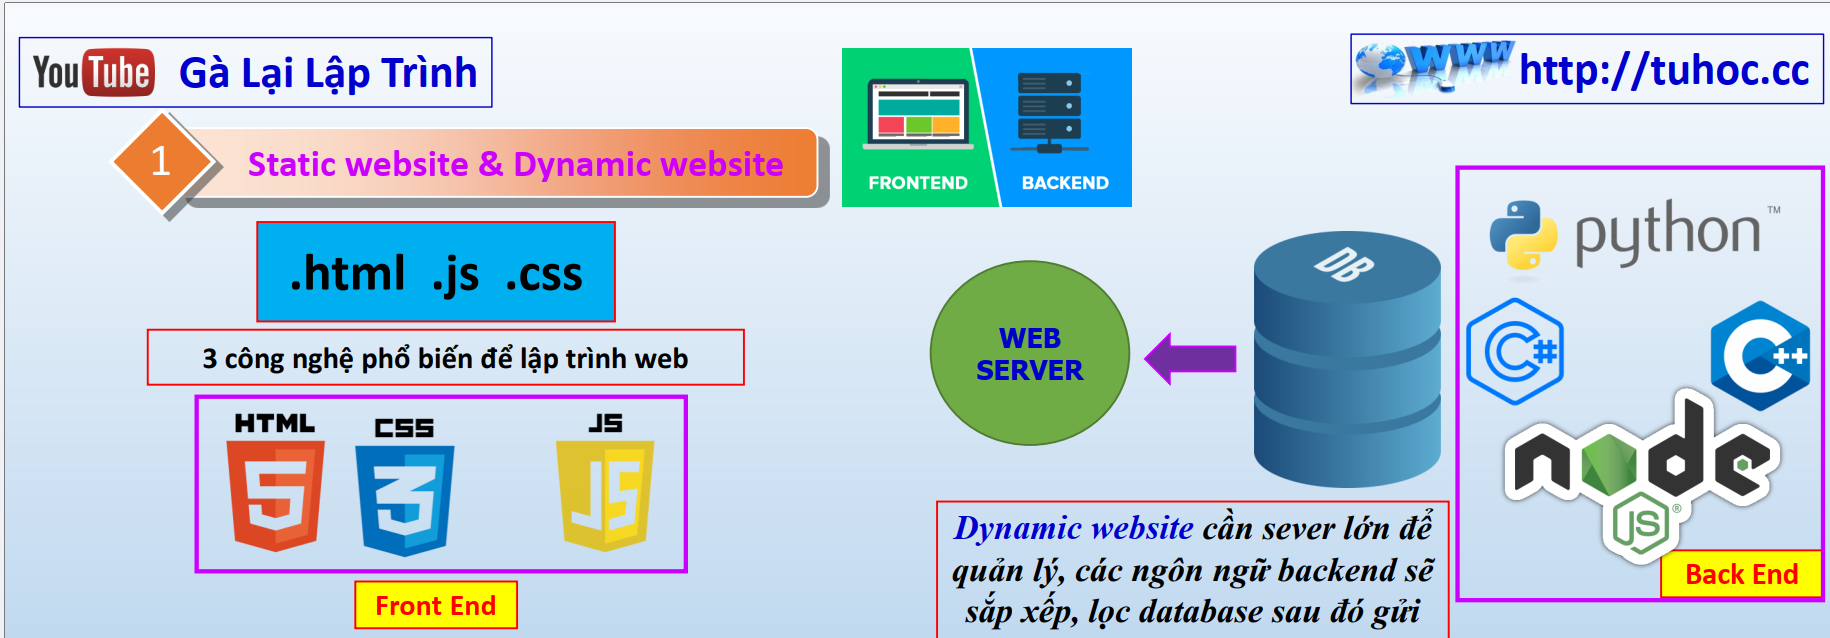 YouTube Gà Lại Lập Trình
WWW http://tuhoc.cc
1 Static website & Dynamic website
FRONTEND BACKEND
.html .js .css
3 công nghệ phổ biến để lập trình web
HTML CSS JS
5 3 JS
Front End
WEB
SERVER
DB
python ™
C#
C++
node
JS ®
Back End
Dynamic website cần sever lớn để
quản lý, các ngôn ngữ backend sẽ
sắp xếp, lọc database sau đó gửi